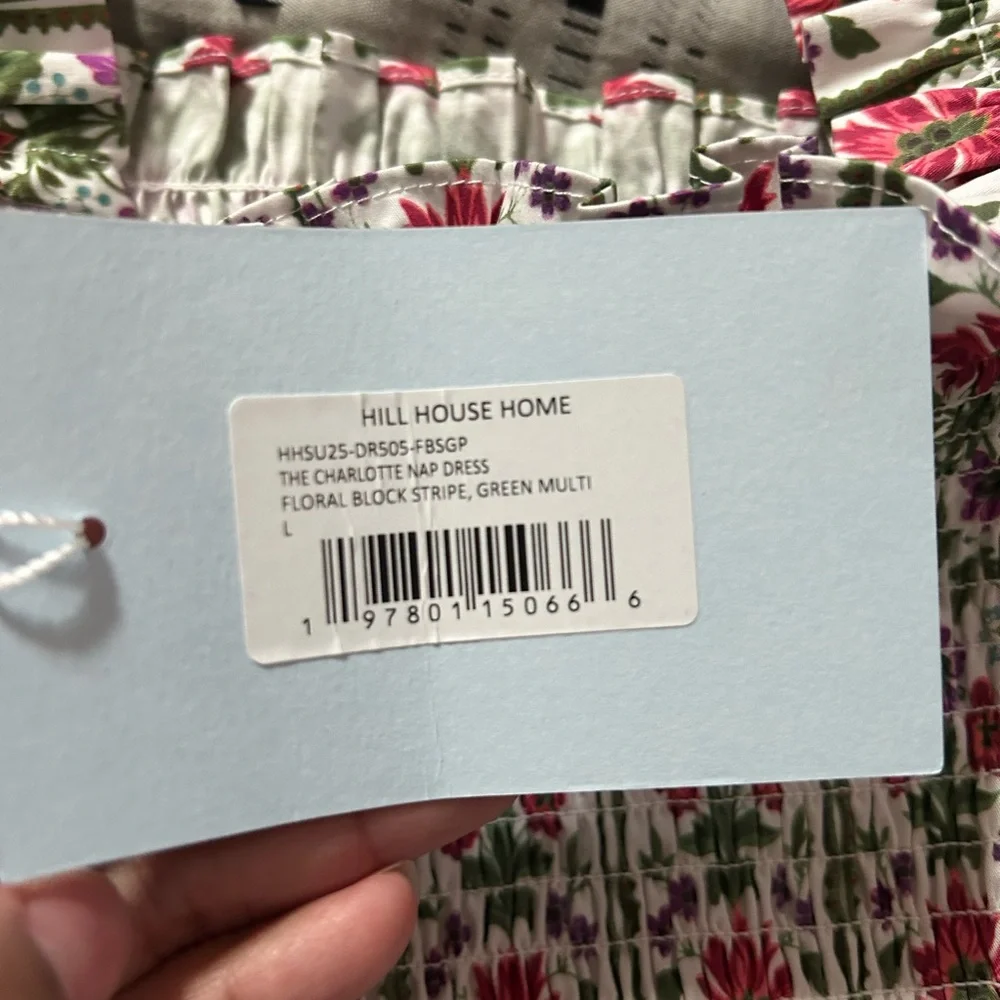 HILL HOUSE HOME
HHSU25-DR505-FBSGP
THE CHARLOTTE NAP DRESS
FLORAL BLOCK STRIPE, GREEN MULTI
L
1 97801 15066 6